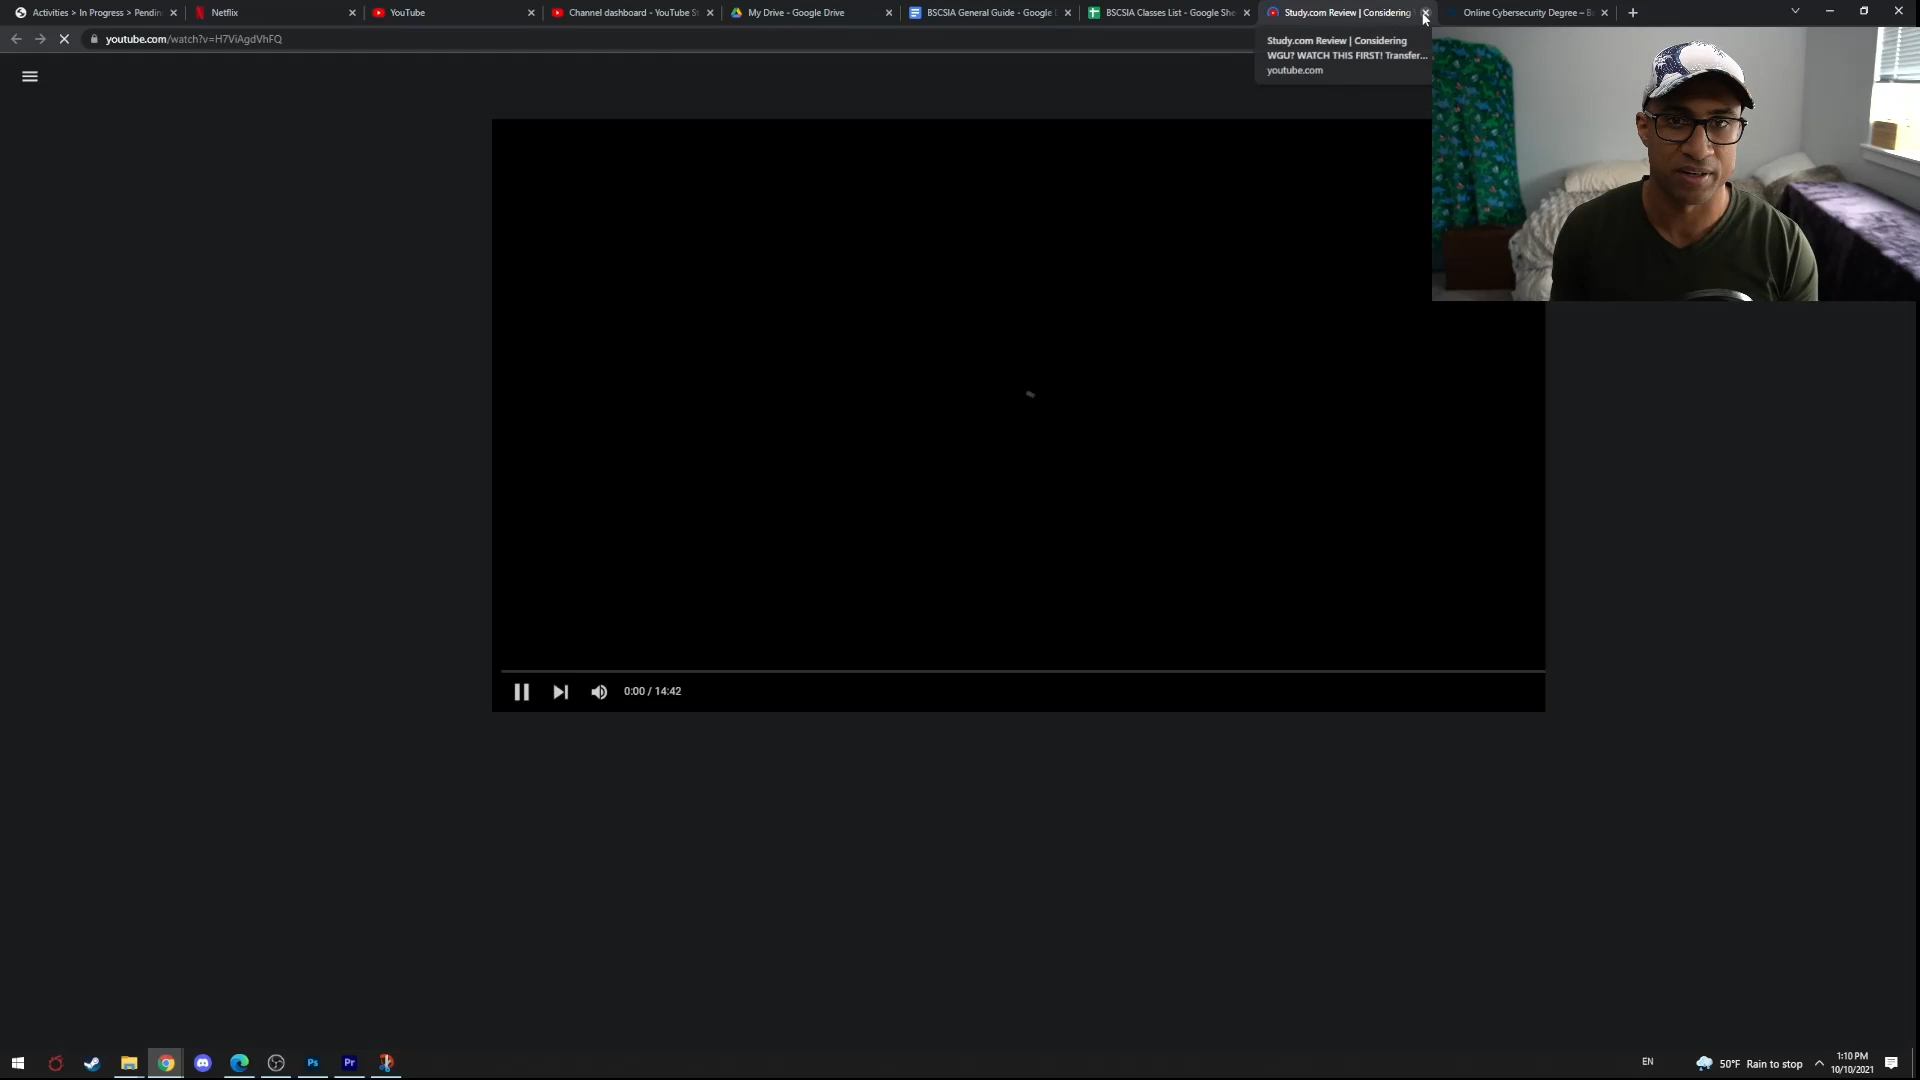 Activities > In Progress > Pendin
Netflix
YouTube
Channel dashboard - YouTube St
My Drive - Google Drive
BSCSIA General Guide - Google
BSCSIA Classes List - Google She
Study.com Review | Considering
Online Cybersecurity Degree – B
youtube.com/watch?v=H7ViAgdVhFQ
Study.com Review | Considering
WGU? WATCH THIS FIRST! Transfer...
youtube.com
0:00 / 14:42
Ps
Pr
EN
50°F Rain to stop
1:10 PM
10/10/2021